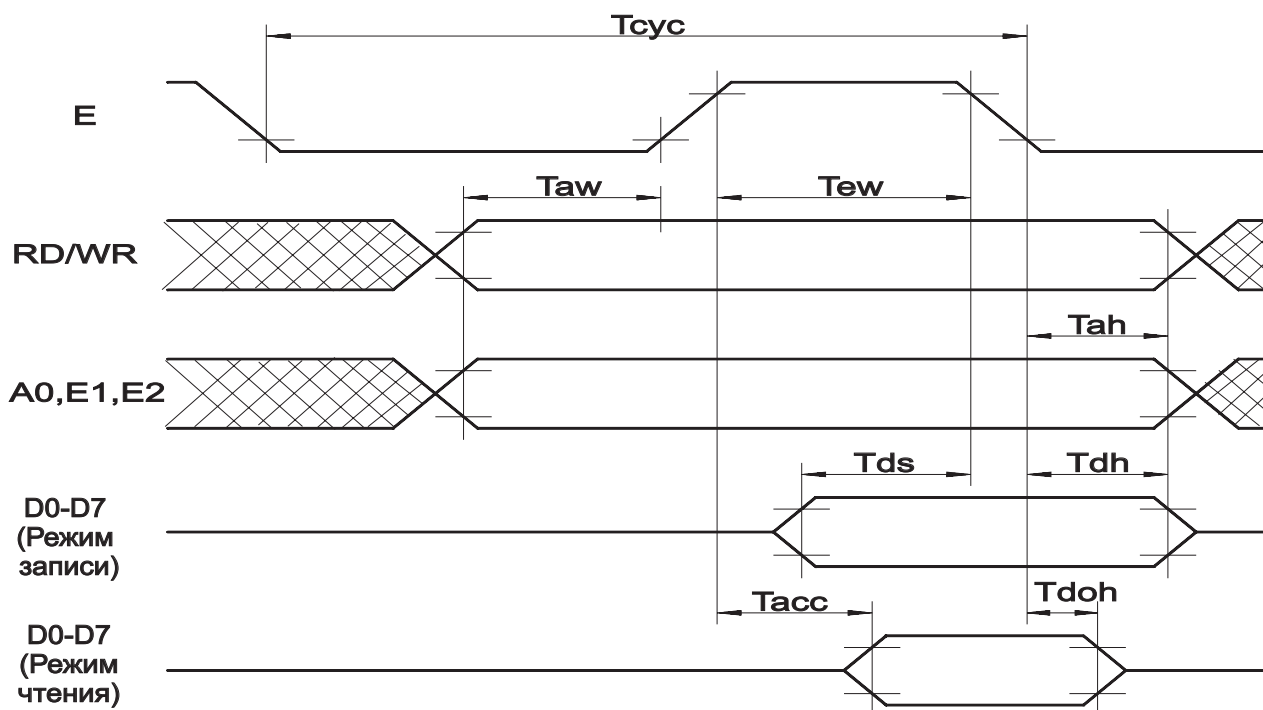 Tcyc
E
Taw
Tew
RD/WR
Tah
A0,E1,E2
Tds
Tdh
D0-D7
(Режим
записи)
Tacc
Tdoh
D0-D7
(Режим
чтения)